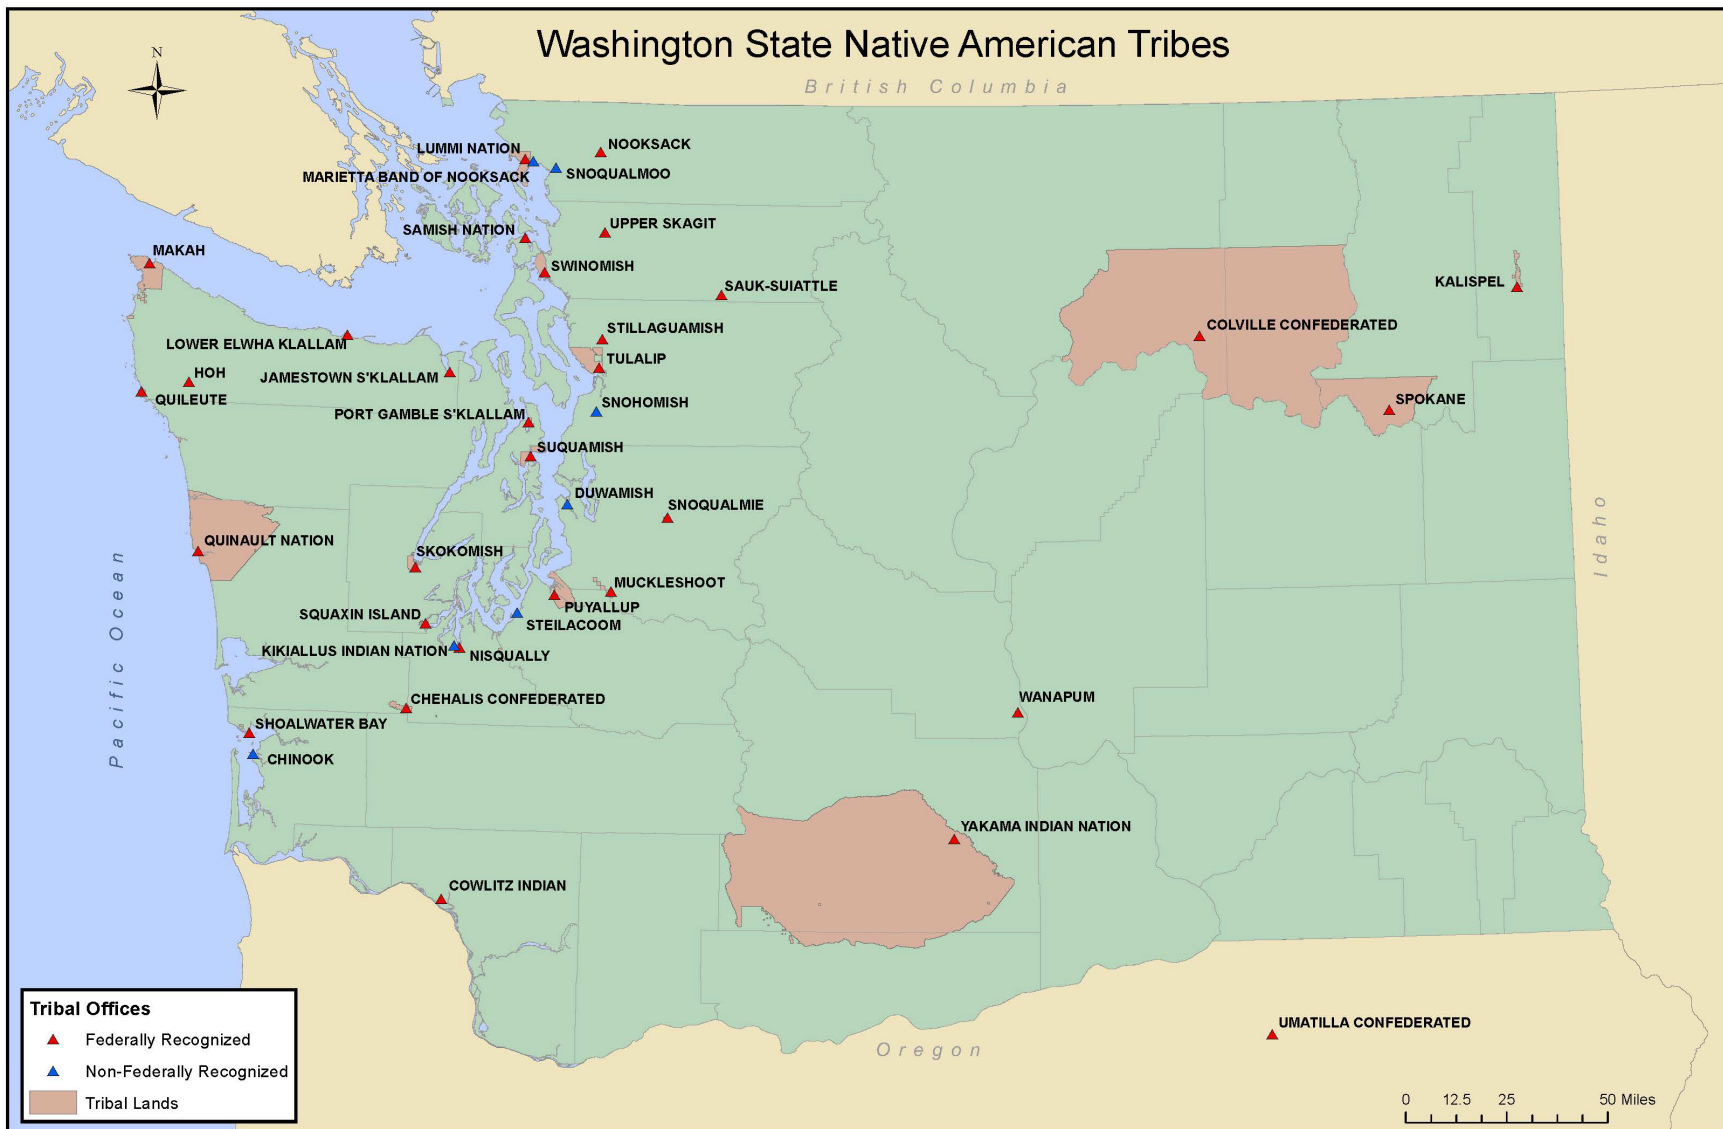 Washington State Native American Tribes
British Columbia
N
NOOKSACK
LUMMI NATION
MARIETTA BAND OF NOOKSACK
SNOQUALMOO
UPPER SKAGIT
SAMISH NATION
MAKAH
SWINOMISH
SAUK-SUIATTLE
KALISPEL
COLVILLE CONFEDERATED
STILLAGUAMISH
LOWER ELWHA KLALLAM
TULALIP
HOH
JAMESTOWN S'KLALLAM
QUILEUTE
SNOHOMISH
SPOKANE
PORT GAMBLE S'KLALLAM
SUQUAMISH
DUWAMISH
SNOQUALMIE
QUINAULT NATION
SKOKOMISH
MUCKLESHOOT
PUYALLUP
SQUAXIN ISLAND
STEILACOOM
KIKIALLUS INDIAN NATION
NISQUALLY
CHEHALIS CONFEDERATED
WANAPUM
SHOALWATER BAY
CHINOOK
YAKAMA INDIAN NATION
COWLITZ INDIAN
UMATILLA CONFEDERATED
Pacific Ocean
Idaho
Oregon
Tribal Offices
Federally Recognized
Non-Federally Recognized
Tribal Lands
0 12.5 25 50 Miles